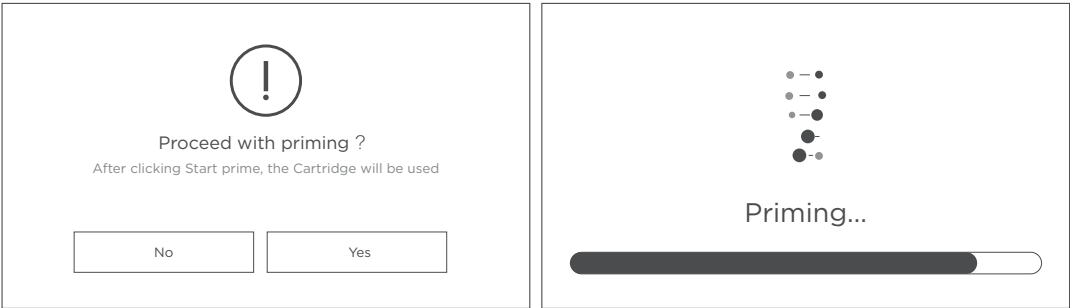 Proceed with priming ?
After clicking Start prime, the Cartridge will be used
No
Yes
Priming...